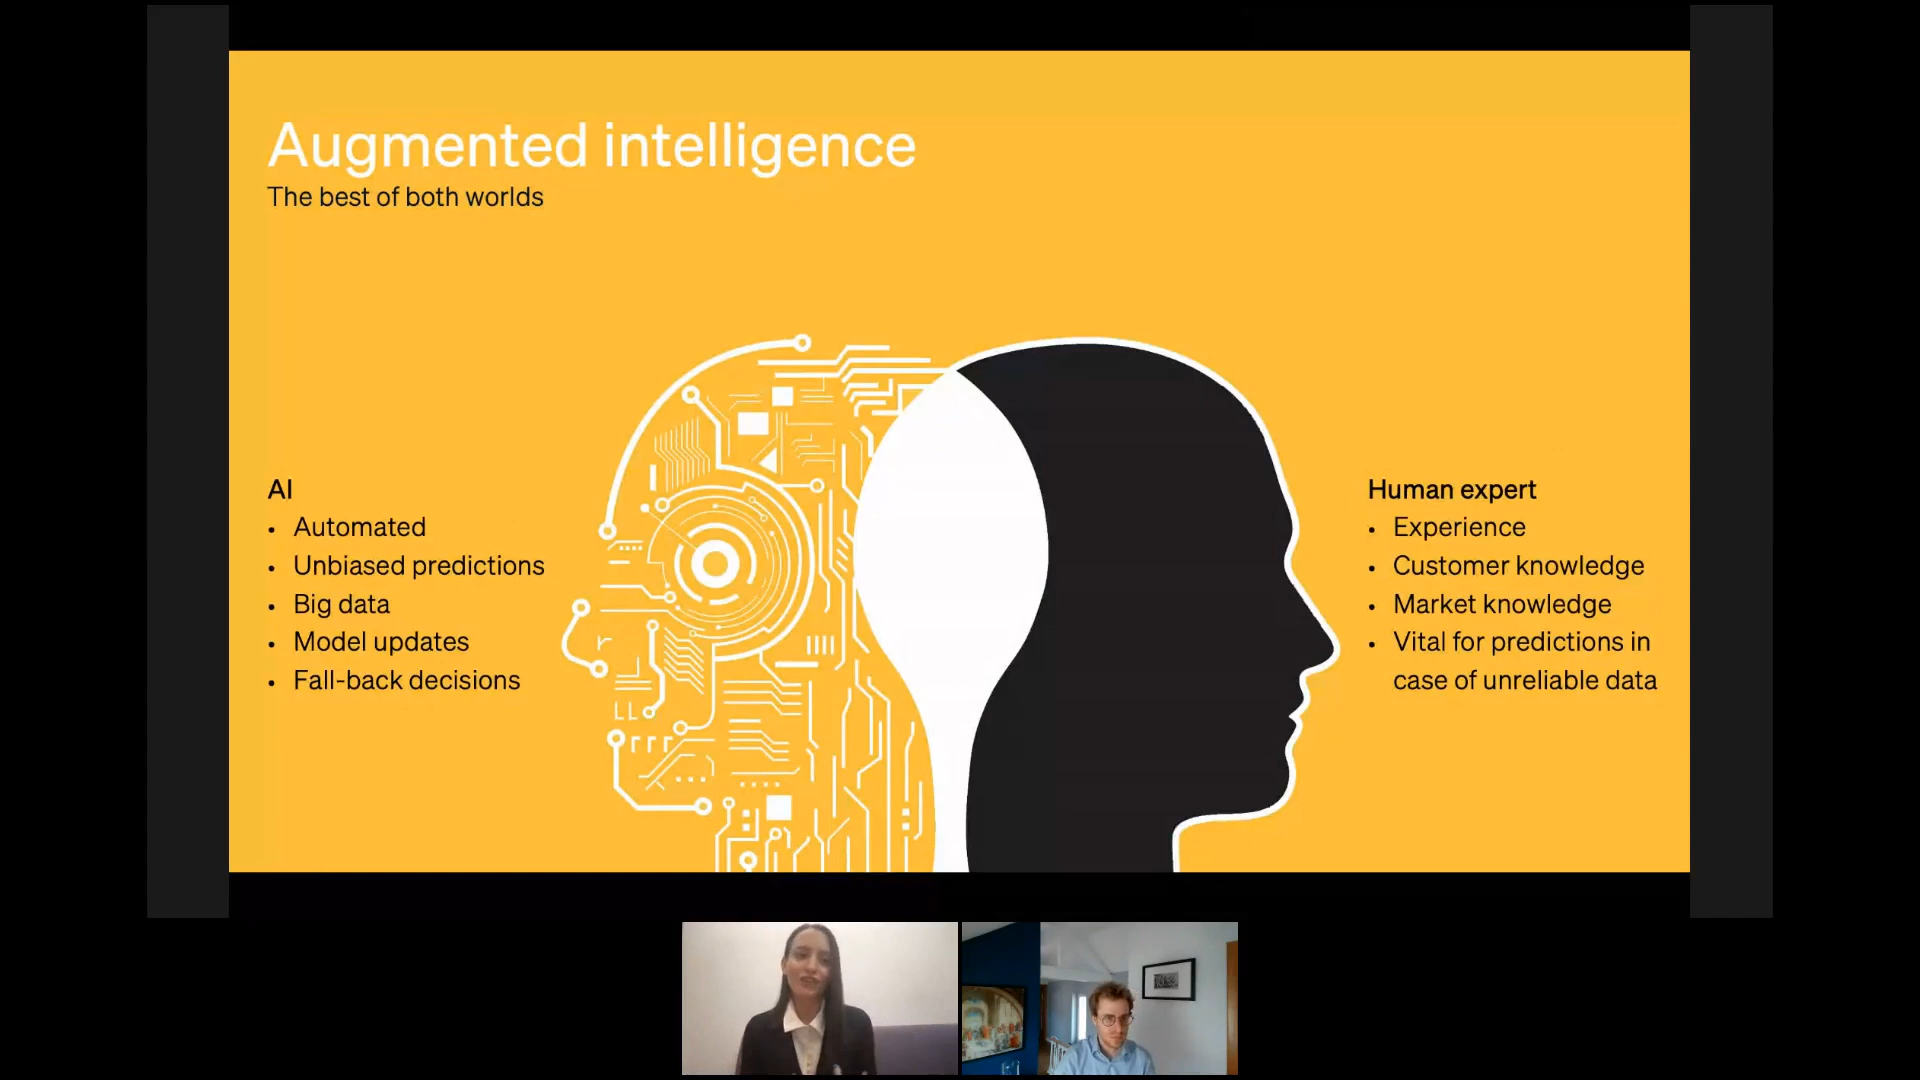 Augmented intelligence
The best of both worlds
AI
• Automated
• Unbiased predictions
• Big data
• Model updates
• Fall-back decisions
Human expert
• Experience
• Customer knowledge
• Market knowledge
• Vital for predictions in
case of unreliable data